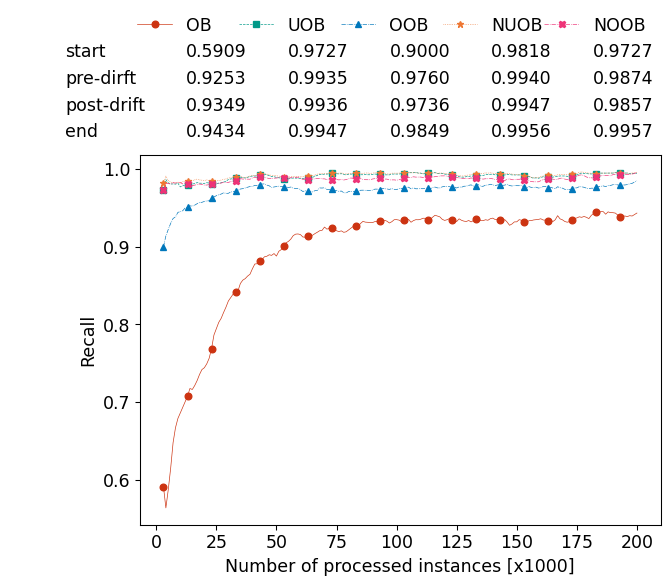 OB UOB OOB NUOB NOOB
start 0.5909 0.9727 0.9000 0.9818 0.9727
pre-dirft 0.9253 0.9935 0.9760 0.9940 0.9874
post-drift 0.9349 0.9936 0.9736 0.9947 0.9857
end 0.9434 0.9947 0.9849 0.9956 0.9957
1.0
0.9
0.8
0.7
0.6
Recall
0 25 50 75 100 125 150 175 200
Number of processed instances [x1000]